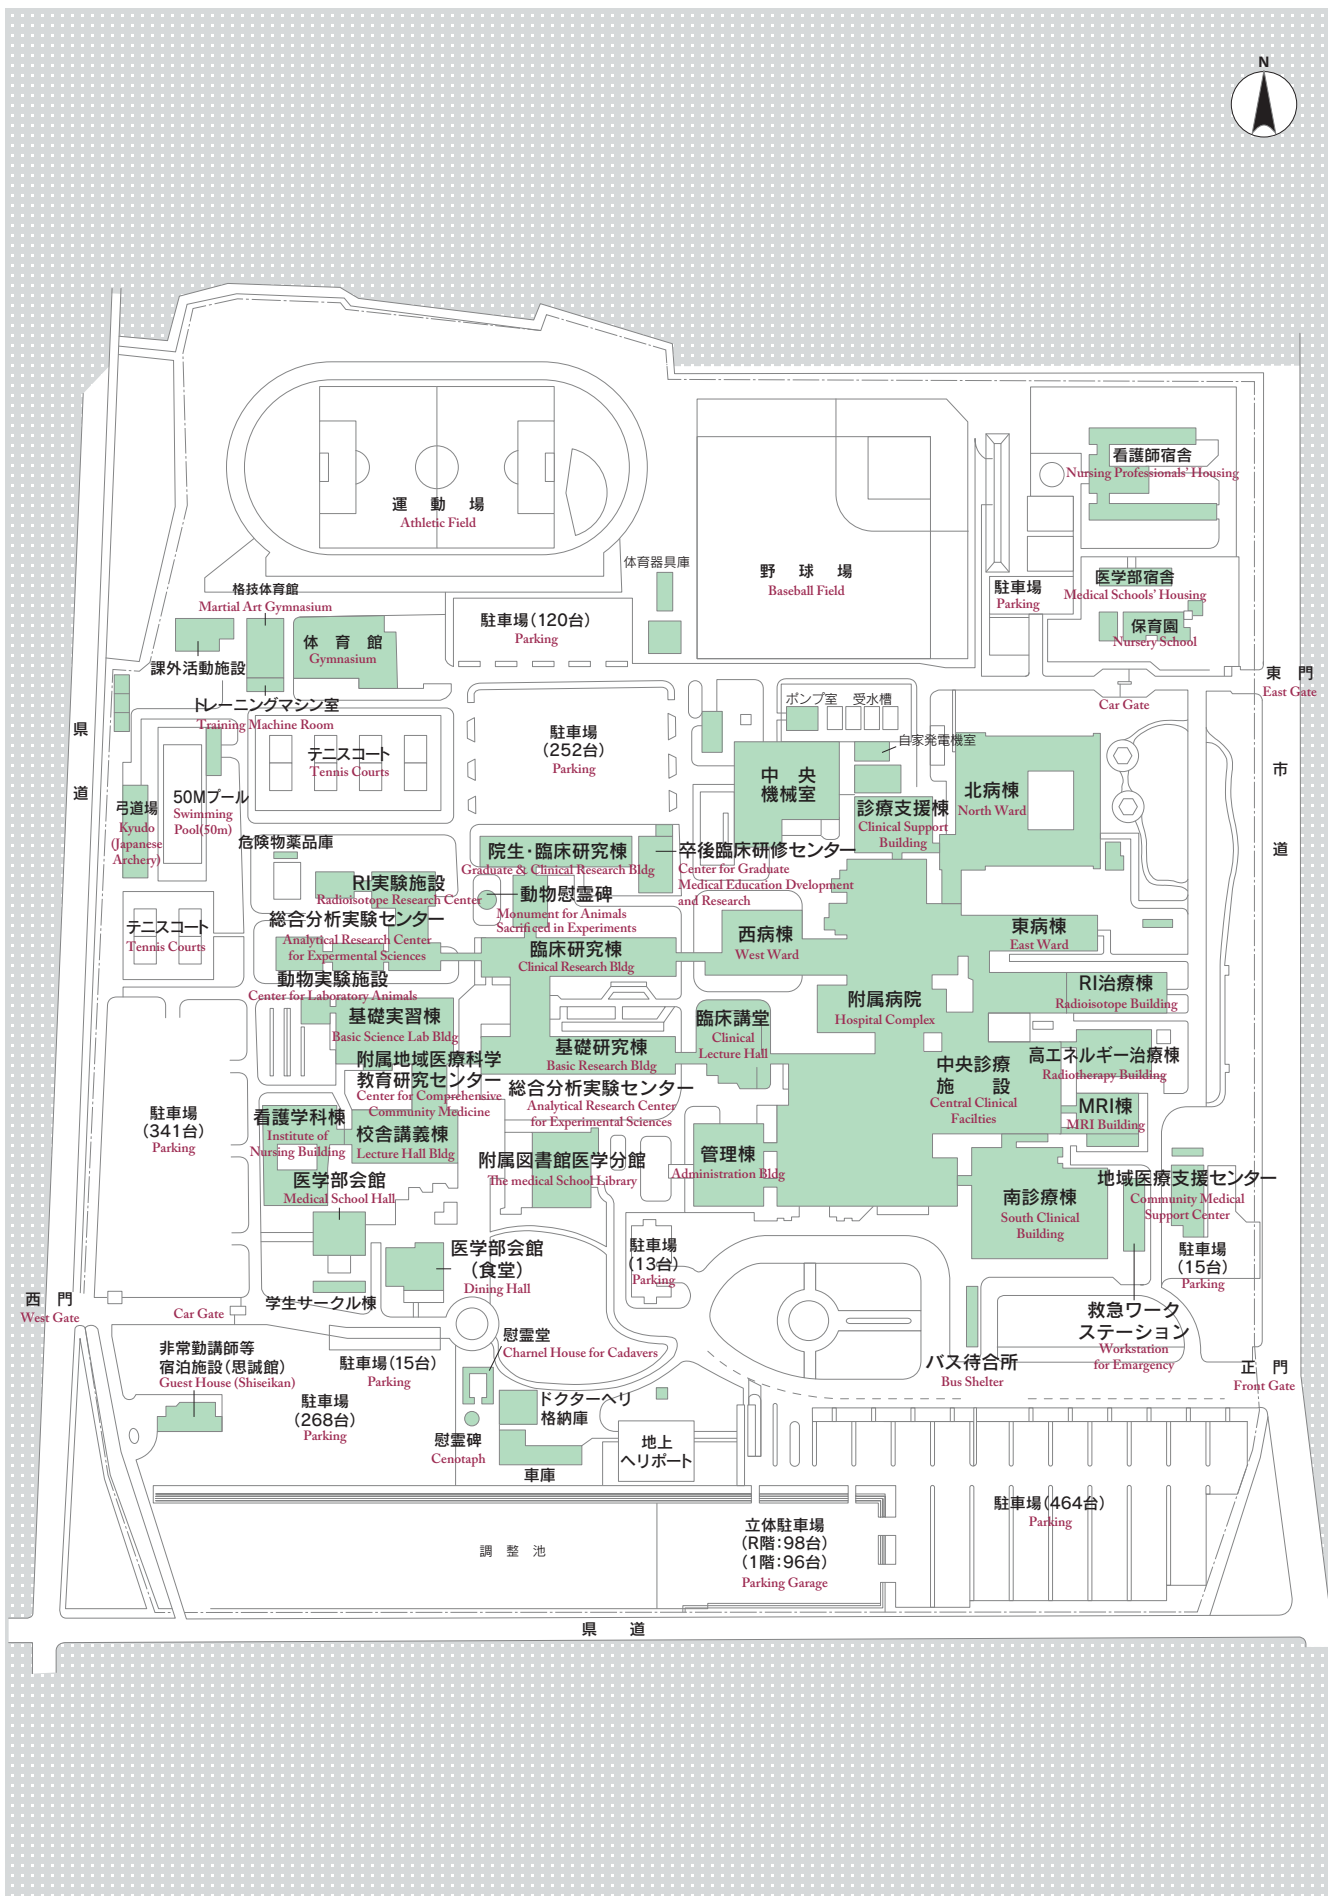 N
看護師宿舎
Nursing Professionals' Housing
運 動 場
Athletic Field
体育器具庫
野 球 場
Baseball Field
医学部宿舎
Medical Schools' Housing
駐車場
Parking
格技体育館
Martial Art Gymnasium
駐車場(120台)
Parking
保育園
Nursery School
体 育 館
Gymnasium
課外活動施設
東 門
East Gate
トレーニングマシン室
Training Machine Room
ポンプ室
受水槽
Car Gate
県
道
駐車場
(252台)
Parking
自家発電機室
テニスコート
Tennis Courts
中 央
機械室
北病棟
North Ward
市
道
50Mプール
Swimming
Pool(50m)
弓道場
Kyudo
(Japanese
Archery)
診療支援棟
Clinical Support
Building
危険物薬品庫
院生・臨床研究棟
Graduate & Clinical Research Bldg
卒後臨床研修センター
Center for Graduate
Medical Education Dvelopment
and Research
RI実験施設
Radioisotope Research Center
動物慰霊碑
Monument for Animals
Sacrificed in Experiments
総合分析実験センター
Analytical Research Center
for Expermental Sciences
テニスコート
Tennis Courts
西病棟
West Ward
東病棟
East Ward
臨床研究棟
Clinical Research Bldg
動物実験施設
Center for Laboratory Animals
RI治療棟
Radioisotope Building
附属病院
Hospital Complex
基礎実習棟
Basic Science Lab Bldg
臨床講堂
Clinical
Lecture Hall
基礎研究棟
Basic Research Bldg
高エネルギー治療棟
Radiotherapy Building
附属地域医療科学
教育研究センター
Center for Comprehensive
Community Medicine
中央診療
施 設
Central Clinical
Facilties
総合分析実験センター
Analytical Research Center
for Experimental Sciences
MRI棟
MRI Building
駐車場
(341台)
Parking
看護学科棟
Institute of
Nursing Building
校舎講義棟
Lecture Hall Bldg
附属図書館医学分館
The medical School Library
管理棟
Administration Bldg
医学部会館
Medical School Hall
地域医療支援センター
Community Medical
Support Center
南診療棟
South Clinical
Building
医学部会館
(食堂)
Dining Hall
駐車場
(13台)
Parking
駐車場
(15台)
Parking
西 門
West Gate
Car Gate
学生サークル棟
救急ワーク
ステーション
Workstation
for Emargency
非常勤講師等
宿泊施設(思誠館)
Guest House (Shiseikan)
駐車場(15台)
Parking
慰霊堂
Charnel House for Cadavers
バス待合所
Bus Shelter
正 門
Front Gate
駐車場
(268台)
Parking
ドクターヘリ
格納庫
慰霊碑
Cenotaph
地上
ヘリポート
車庫
駐車場(464台)
Parking
立体駐車場
(R階:98台)
(1階:96台)
Parking Garage
調 整 池
県 道